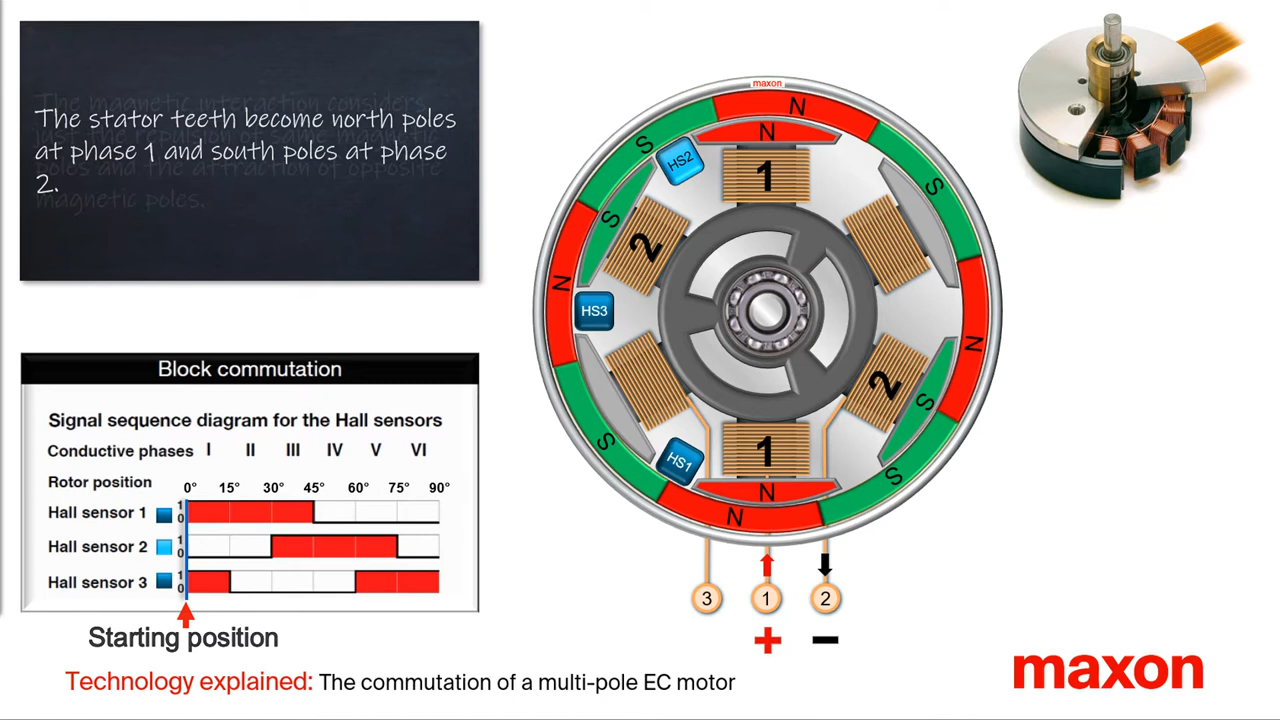 The stator teeth become north poles
at phase 1 and south poles at phase
2.
magnetic poles.
maxon
N
N
S
HS2
1
S
S
2
N
HS3
N
2
S
S
S
HS1
1
N
N
3
1
2
+
−
Block commutation
Signal sequence diagram for the Hall sensors
Conductive phases I II III IV V VI
Rotor position 0° 15° 30° 45° 60° 75° 90°
Hall sensor 1 1 0
Hall sensor 2 1 0
Hall sensor 3 1 0
Starting position
Technology explained: The commutation of a multi-pole EC motor
maxon